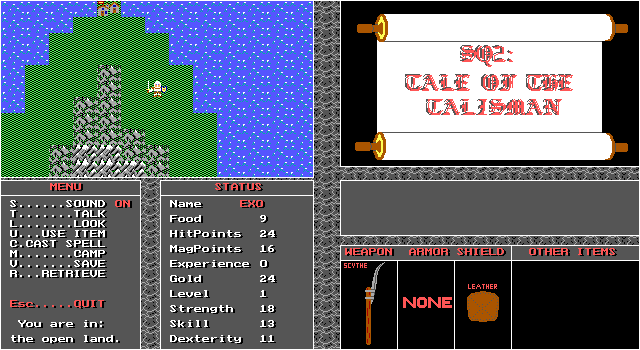 SQ2:
TALE OF THE
TALISMAN
MENU
S.......SOUND ON
T........TALK
L........LOOK
U...USE ITEM
C.CAST SPELL
M........CAMP
V........SAVE
R....RETRIEVE
Esc.....QUIT
You are in:
the open land.
STATUS
Name EXO
Food 9
HitPoints 24
MagPoints 16
Experience 0
Gold 24
Level 1
Strength 18
Skill 13
Dexterity 11
WEAPON ARMOR SHIELD OTHER ITEMS
SCYTHE
NONE
LEATHER